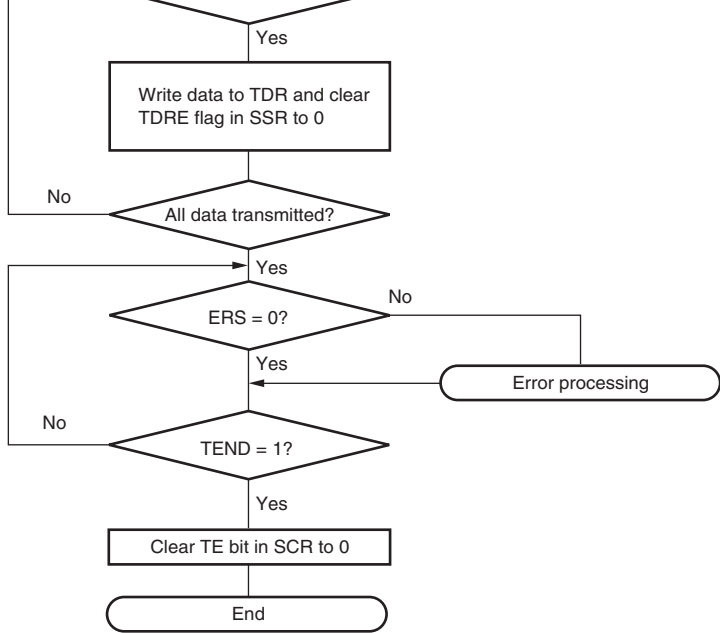 Yes
Write data to TDR and clear
TDRE flag in SSR to 0
No
All data transmitted?
Yes
No
ERS = 0?
Yes
Error processing
No
TEND = 1?
Yes
Clear TE bit in SCR to 0
End